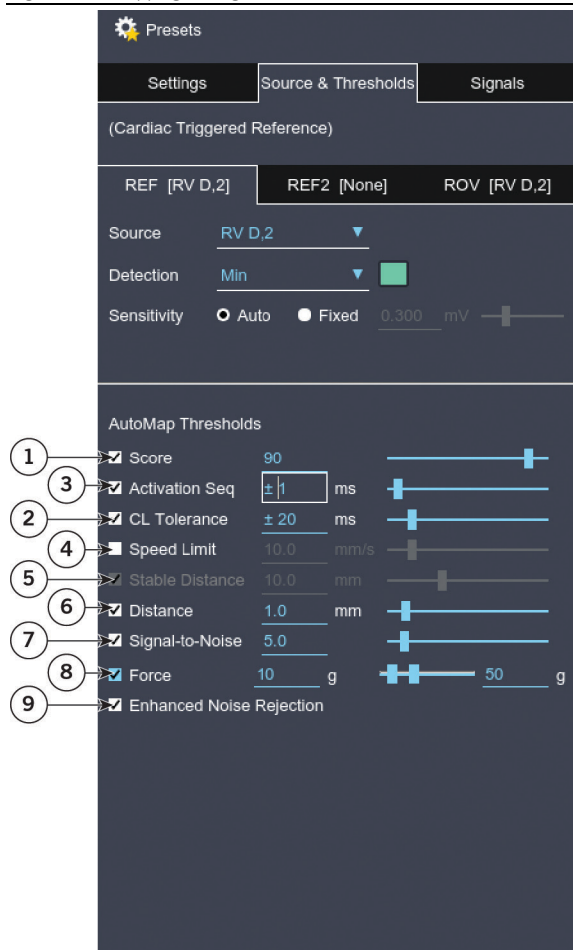 Presets
Settings Source & Thresholds Signals
(Cardiac Triggered Reference)
REF [RV D,2] REF2 [None] ROV [RV D,2]
Source RV D,2
Detection Min
Sensitivity Auto Fixed 0.300 mV
AutoMap Thresholds
1 Score 90
3 Activation Seq ± 1 ms
2 CL Tolerance ± 20 ms
4 Speed Limit 10.0 mm/s
5 Stable Distance 10.0 mm
6 Distance 1.0 mm
7 Signal-to-Noise 5.0
8 Force 10 g 50 g
9 Enhanced Noise Rejection